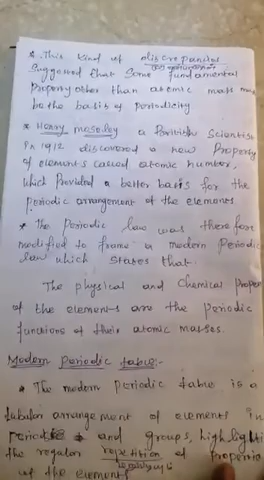 * This kind of discrepanies
Suggested that some fundamental
Property other than atomic mass must
be the basis of periodicity
* Henry moseley a British Scientist
in 1912 discovered a new Property
of elements called atomic number,
which Provided a better basis for the
Periodic arrangement of the elements
* The Periodic law was therefore
modified to frame a modern Periodic
law which states that.
The physical and Chemical Proper
of the elements are the Periodic
functions of their atomic masses.
Modern Periodic table:-
* The modern Periodic table is a
tabular arrangement of elements in
Periods and groups, highlighti
the regular repetition of Properties
of the elements